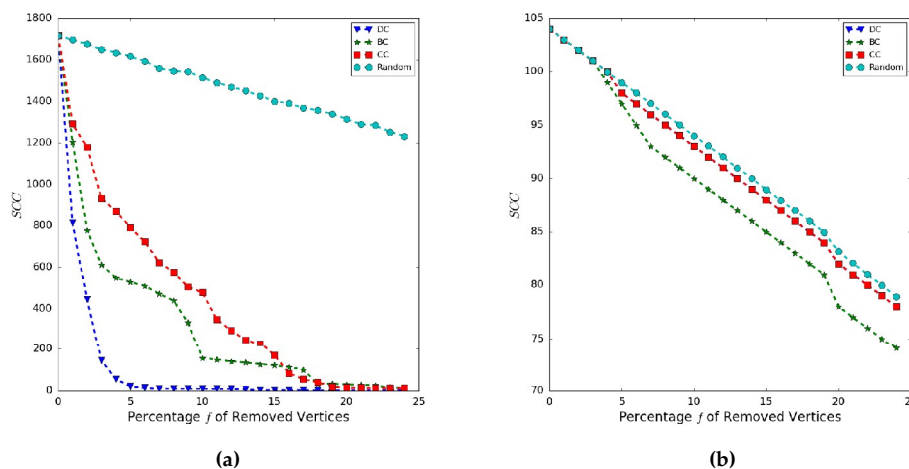 1800
1600
1400
1200
1000
800
600
400
200
0
SCC
DC
BC
CC
Random
0 5 10 15 20 25
Percentage f of Removed Vertices
(a)
105
100
95
90
85
80
75
70
SCC
DC
BC
CC
Random
0 5 10 15 20
Percentage f of Removed Vertices
(b)